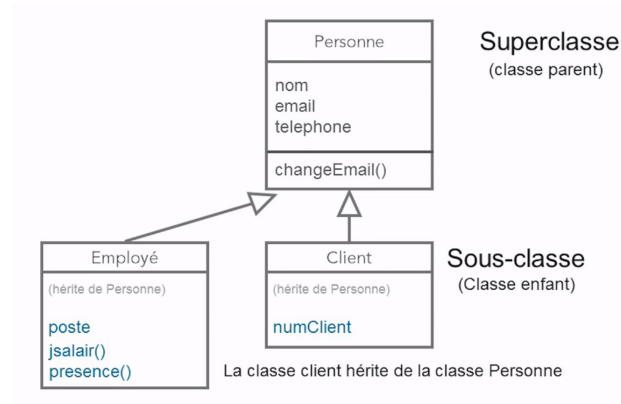 Personne
Superclasse
(classe parent)
nom
email
telephone
changeEmail()
Employé
(hérite de Personne)
poste
jsalair()
presence()
Client
(hérite de Personne)
numClient
Sous-classe
(Classe enfant)
La classe client hérite de la classe Personne